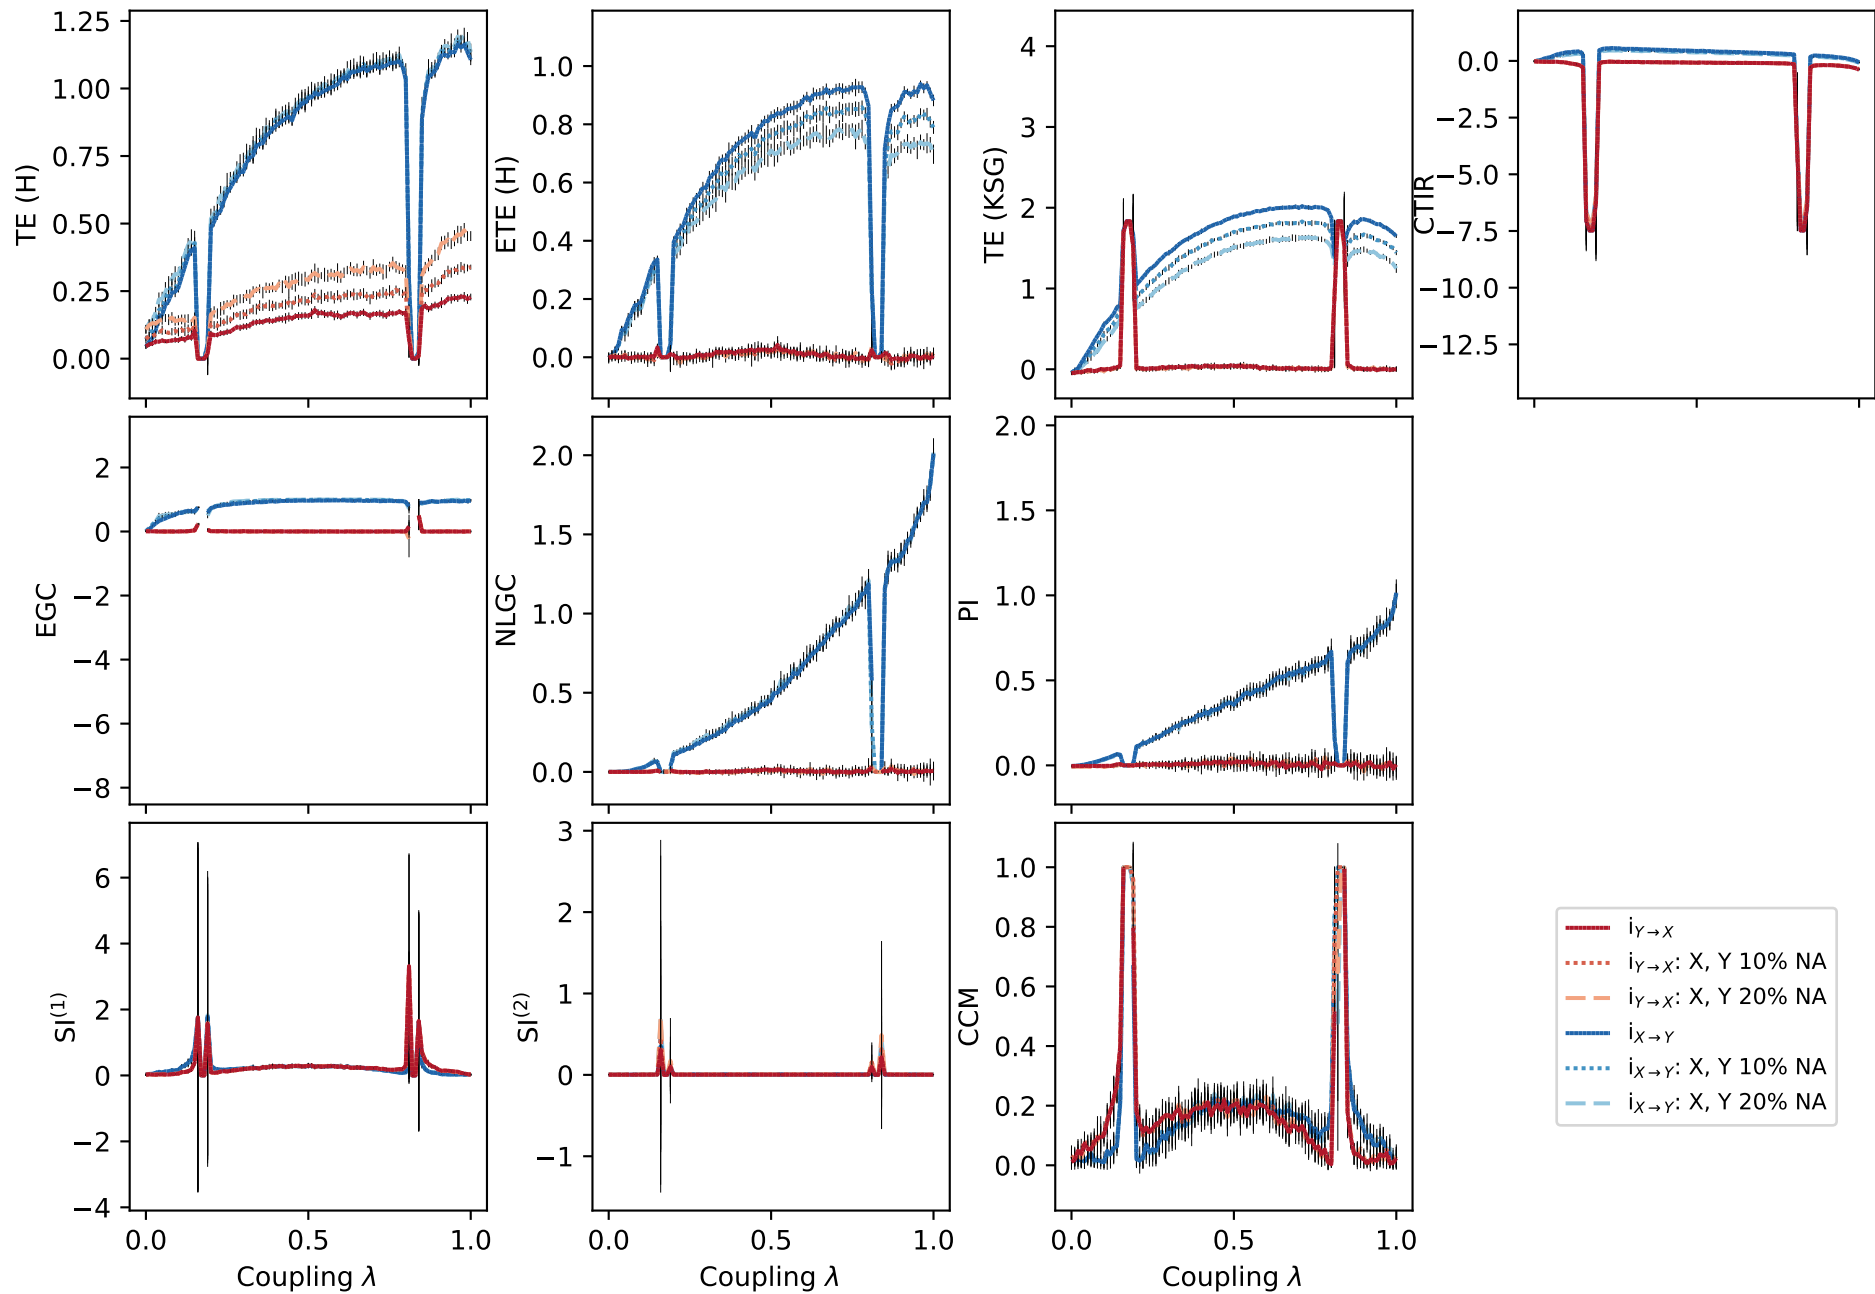 1.25
1.00
0.75
0.50
0.25
0.00
TE (H)
1.0
0.8
0.6
0.4
0.2
0.0
ETE (H)
4
3
2
1
0
TE (KSG)
0.0
−2.5
−5.0
−7.5
−10.0
−12.5
CTIR
2
0
−2
−4
−6
−8
EGC
2.0
1.5
1.0
0.5
0.0
NLGC
2.0
1.5
1.0
0.5
0.0
PI
6
4
2
0
−2
−4
SI⁽¹⁾
0.0 0.5 1.0
Coupling λ
3
2
1
0
−1
SI⁽²⁾
0.0 0.5 1.0
Coupling λ
1.0
0.8
0.6
0.4
0.2
0.0
CCM
0.0 0.5 1.0
Coupling λ
i Y→X
i Y→X: X, Y 10% NA
i Y→X: X, Y 20% NA
i X→Y
i X→Y: X, Y 10% NA
i X→Y: X, Y 20% NA